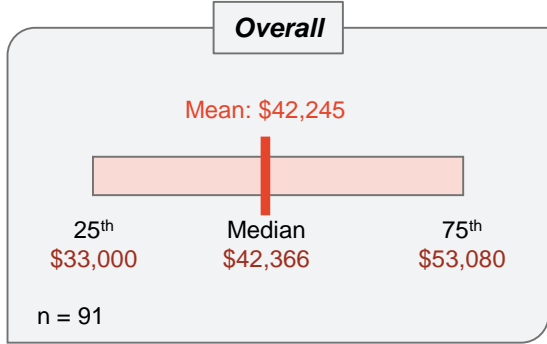 Overall
Mean: $42,245
25th Median 75th
$33,000 $42,366 $53,080
n = 91